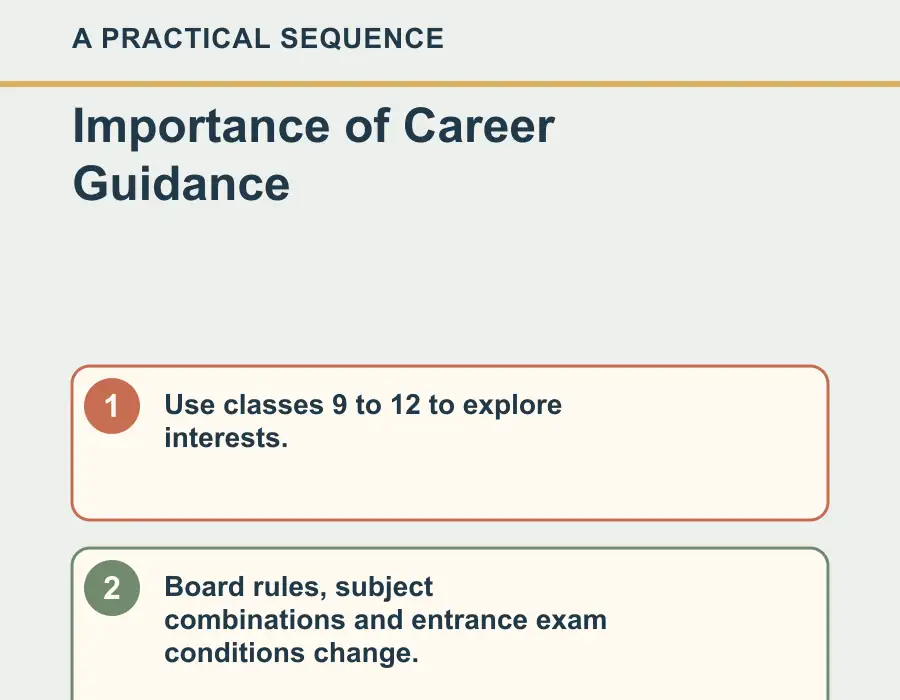 A PRACTICAL SEQUENCE
Importance of Career
Guidance
1
Use classes 9 to 12 to explore
interests.
2
Board rules, subject
combinations and entrance exam
conditions change.